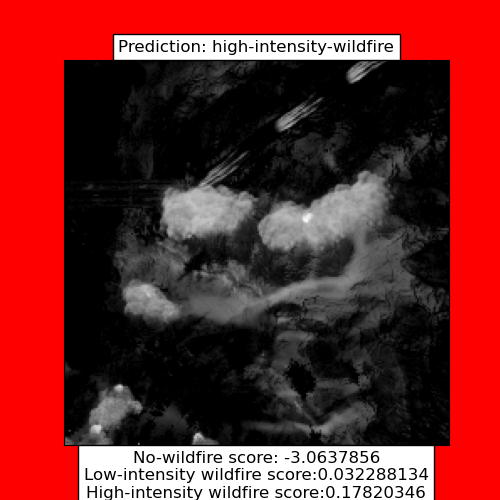 Prediction: high-intensity-wildfire
No-wildfire score: -3.0637856
Low-intensity wildfire score:0.032288134
High-intensity wildfire score:0.17820346